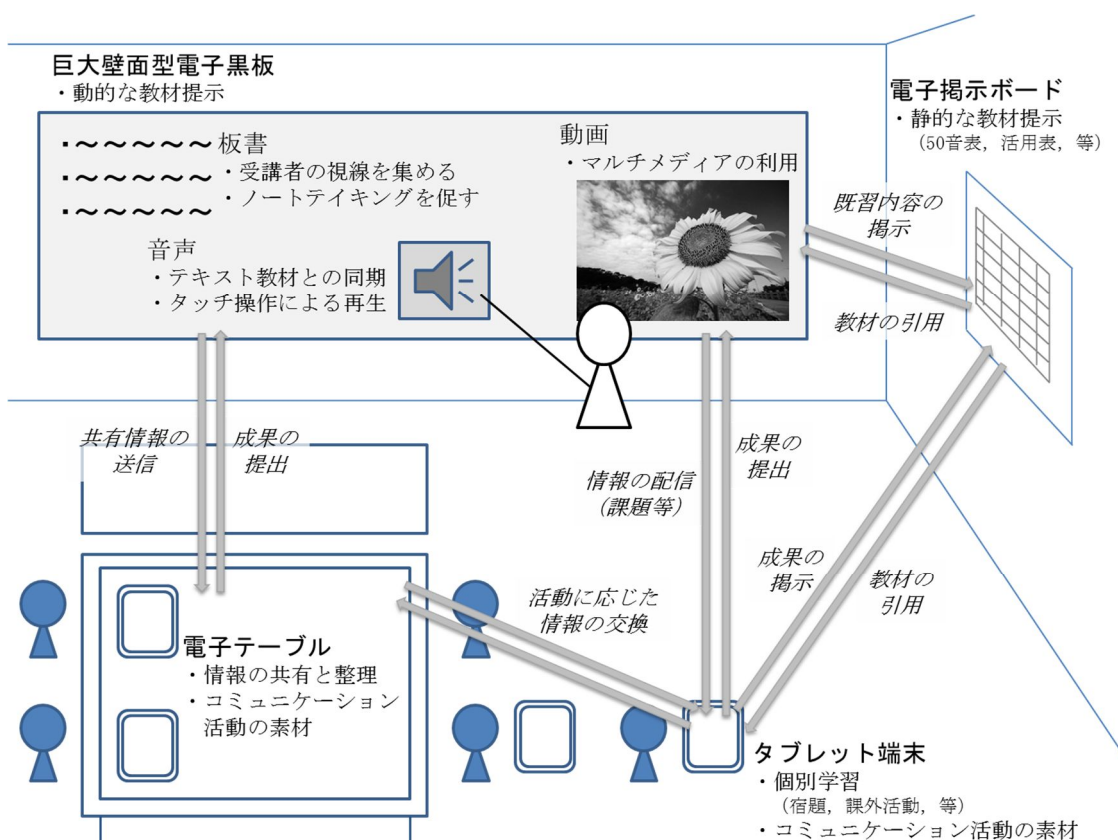 巨大壁面型電子黒板
・動的な教材提示
・～～～～～板書
・～～～～～・受講者の視線を集める
・～～～～～・ノートテイキングを促す
音声
・テキスト教材との同期
・タッチ操作による再生
動画
・マルチメディアの利用
電子掲示ボード
・静的な教材提示
（50音表，活用表，等）
既習内容の
掲示
教材の引用
共有情報の
送信
成果の
提出
情報の配信
（課題等）
成果の
提出
成果の
掲示
教材の
引用
活動に応じた
情報の交換
電子テーブル
・情報の共有と整理
・コミュニケーション
活動の素材
タブレット端末
・個別学習
（宿題，課外活動，等）
・コミュニケーション活動の素材